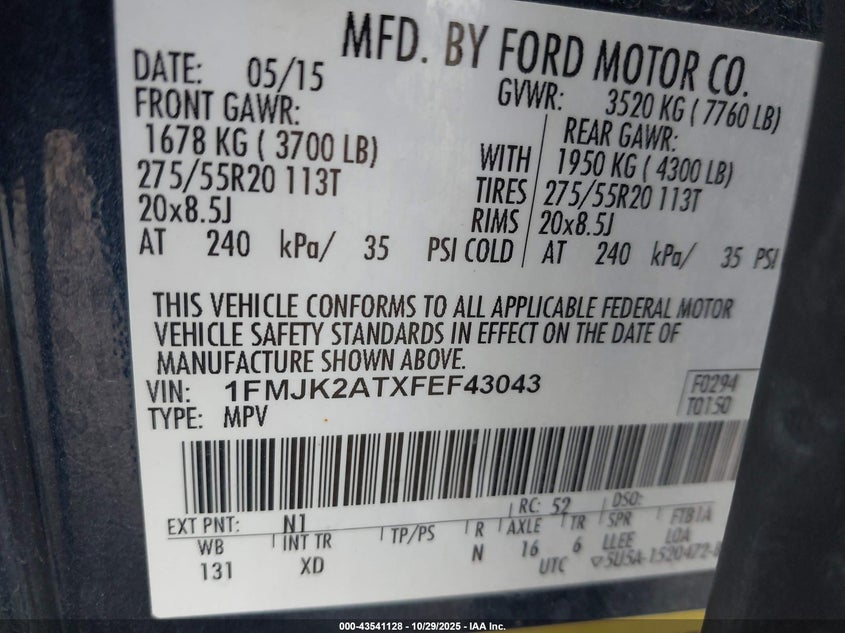 MFD. BY FORD MOTOR CO.
DATE: 05/15 GVWR: 3520 KG ( 7760 LB)
FRONT GAWR: REAR GAWR:
1678 KG ( 3700 LB) WITH 1950 KG ( 4300 LB)
275/55R20 113T TIRES 275/55R20 113T
20x8.5J RIMS 20x8.5J
AT 240 kPa/ 35 PSI COLD AT 240 kPa/ 35 PSI
THIS VEHICLE CONFORMS TO ALL APPLICABLE FEDERAL MOTOR
VEHICLE SAFETY STANDARDS IN EFFECT ON THE DATE OF
MANUFACTURE SHOWN ABOVE.
VIN: 1FMJK2ATXFEF43043 F0294
TYPE: MPV T0150
EXT PNT: N1 RC: 52 DSO:
WB INT TR TP/PS R AXLE TR SPR FTB1A
131 XD N 16 6 LLEE LOA
UTC
000-43541128 - 10/29/2025 - IAA Inc.